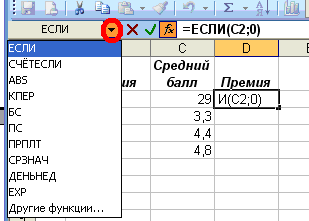 ЕСЛИ =ЕСЛИ(C2;0)
C D
ЕСЛИ
СЧЁТЕСЛИ
ABS
КПЕР
БС
ПС
ПРПЛТ
СРЗНАЧ
ДЕНЬНЕД
EXP
Другие функции...
ия
Средний
балл
Премия
29 И(C2;0)
3,3
4,4
4,8